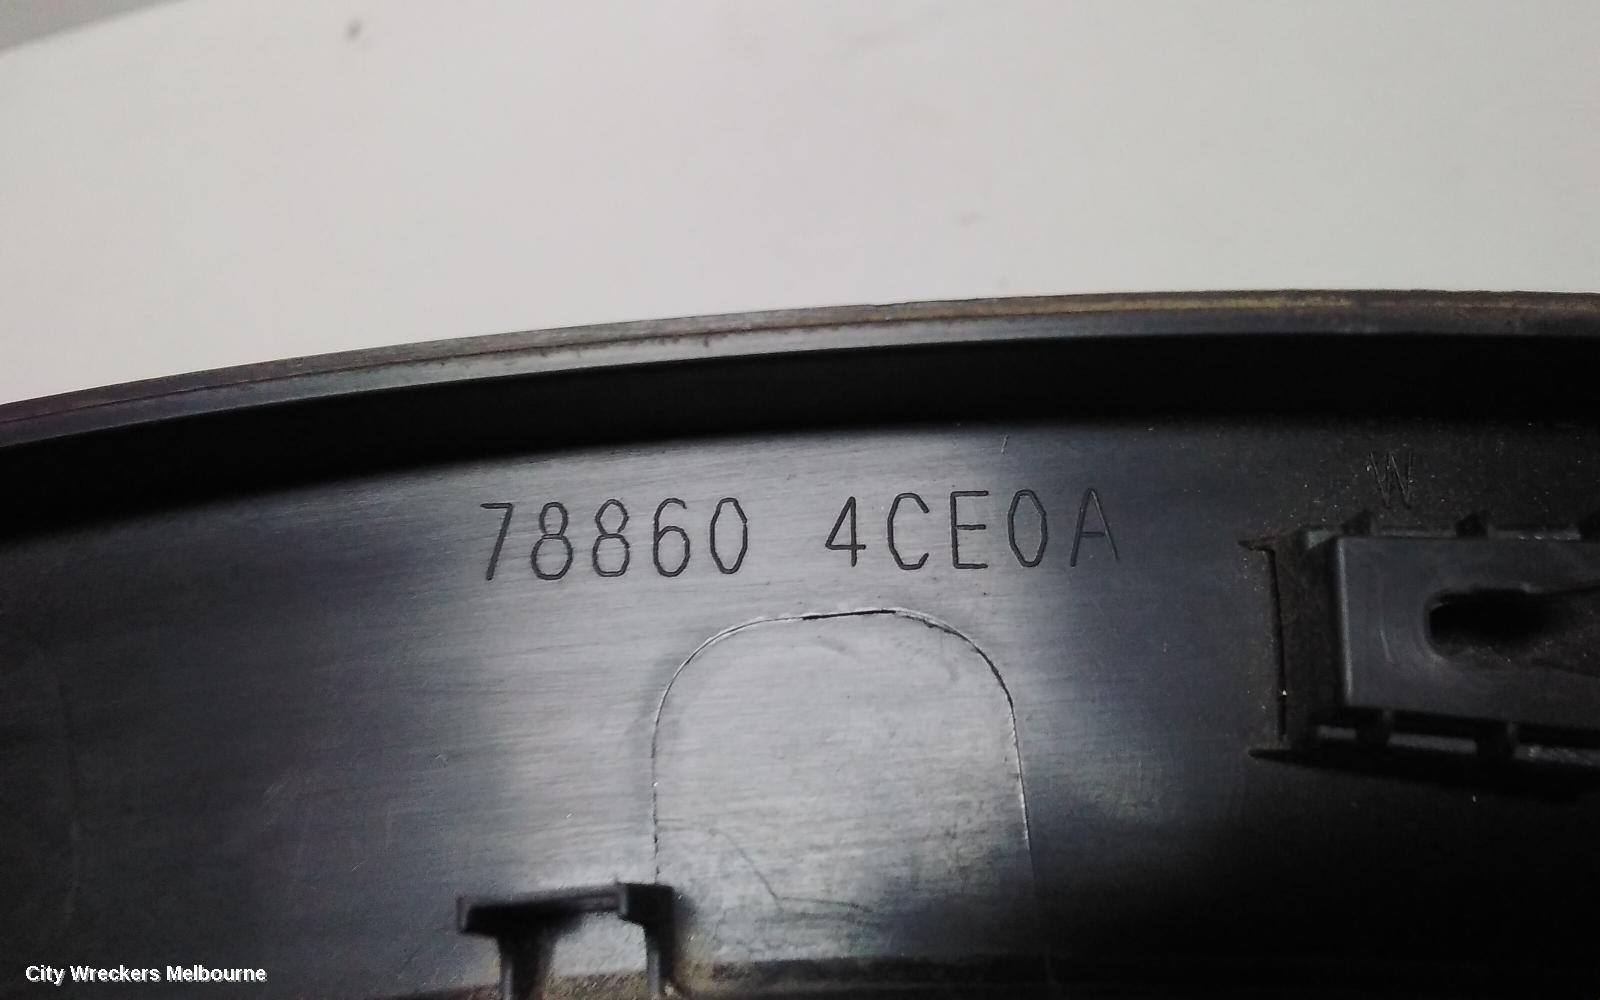 78860 4CE0A
W
City Wreckers Melbourne